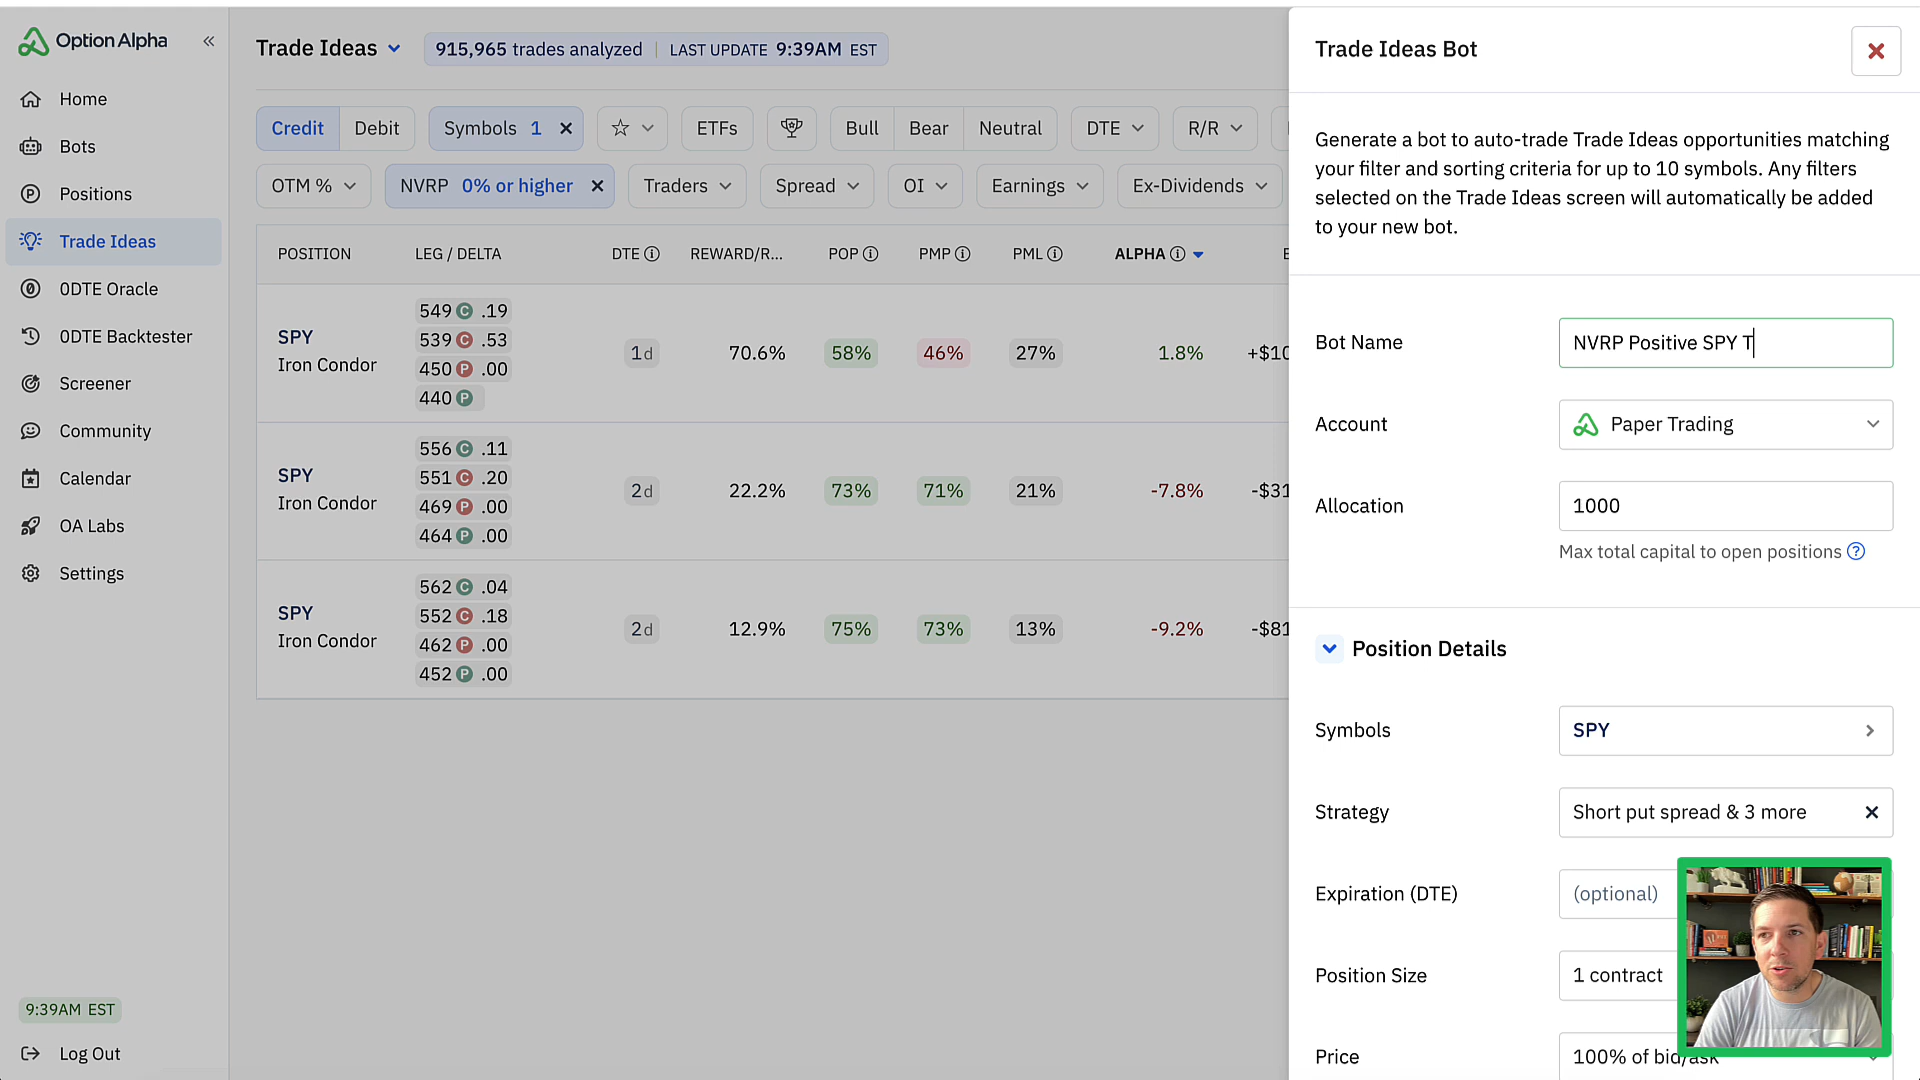 Option Alpha
Home
Bots
Positions
Trade Ideas
0DTE Oracle
0DTE Backtester
Screener
Community
Calendar
OA Labs
Settings
9:39AM EST
Log Out
Trade Ideas
915,965 trades analyzed | LAST UPDATE 9:39AM EST
Credit Debit Symbols 1 ETFs Bull Bear Neutral DTE R/R
OTM % NVRP 0% or higher Traders Spread OI Earnings Ex-Dividends
POSITION LEG / DELTA DTE REWARD/R... POP PMP PML ALPHA
SPY
Iron Condor
549 C .19
539 C .53
450 P .00
440 P
1d 70.6% 58% 46% 27% 1.8% +$10
SPY
Iron Condor
556 C .11
551 C .20
469 P .00
464 P .00
2d 22.2% 73% 71% 21% -7.8% -$31
SPY
Iron Condor
562 C .04
552 C .18
462 P .00
452 P .00
2d 12.9% 75% 73% 13% -9.2% -$81
Trade Ideas Bot
Generate a bot to auto-trade Trade Ideas opportunities matching
your filter and sorting criteria for up to 10 symbols. Any filters
selected on the Trade Ideas screen will automatically be added
to your new bot.
Bot Name NVRP Positive SPY T
Account Paper Trading
Allocation 1000
Max total capital to open positions ?
Position Details
Symbols SPY
Strategy Short put spread & 3 more
Expiration (DTE) (optional)
Position Size 1 contract
Price 100% of bid/ask